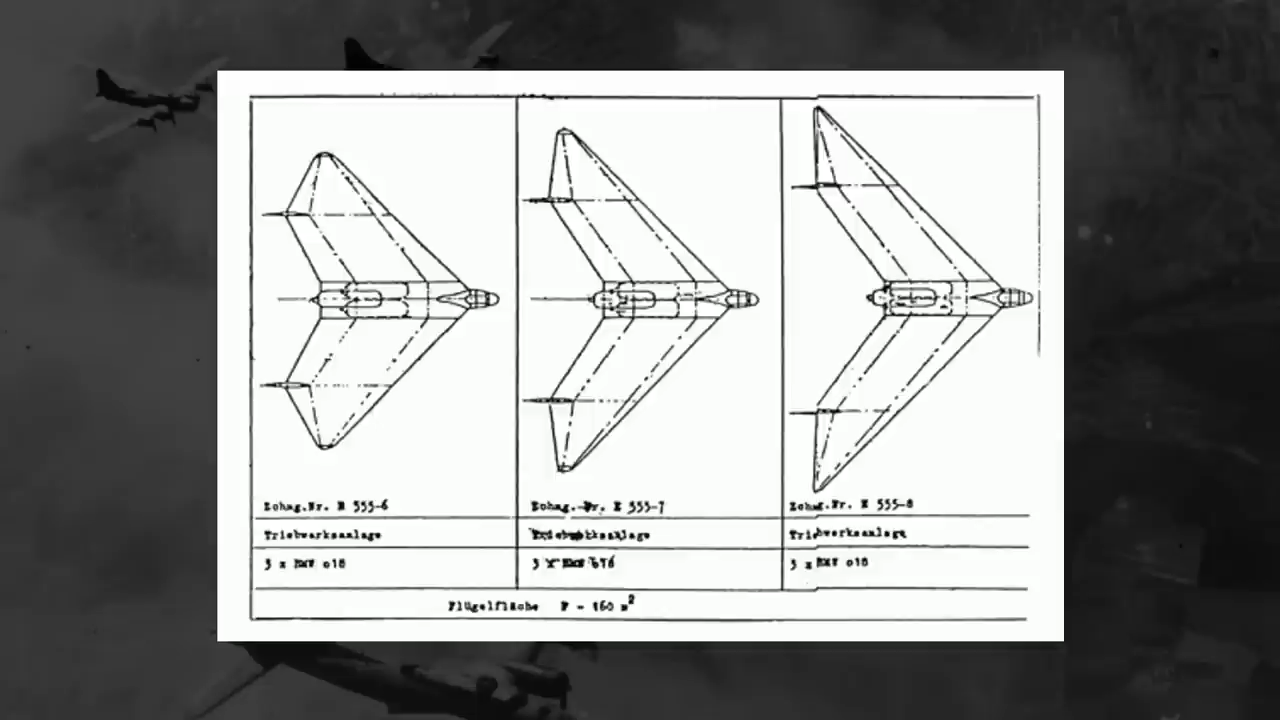 Zchng.Nr. E 555-6
Zchng.-Nr. E 555-7
Zchng.Nr. E 555-8
Triebwerksanlage
Triebwerksanlage
Triebwerksanlage
3 x BMW 018
3 x BMW 018
3 x BMW 018
Flügelfläche F - 160 m²